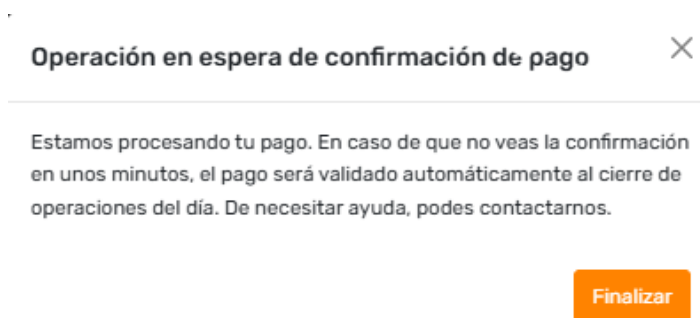 Operación en espera de confirmación de pago
Estamos procesando tu pago. En caso de que no veas la confirmación
en unos minutos, el pago será validado automáticamente al cierre de
operaciones del día. De necesitar ayuda, podes contactarnos.
Finalizar